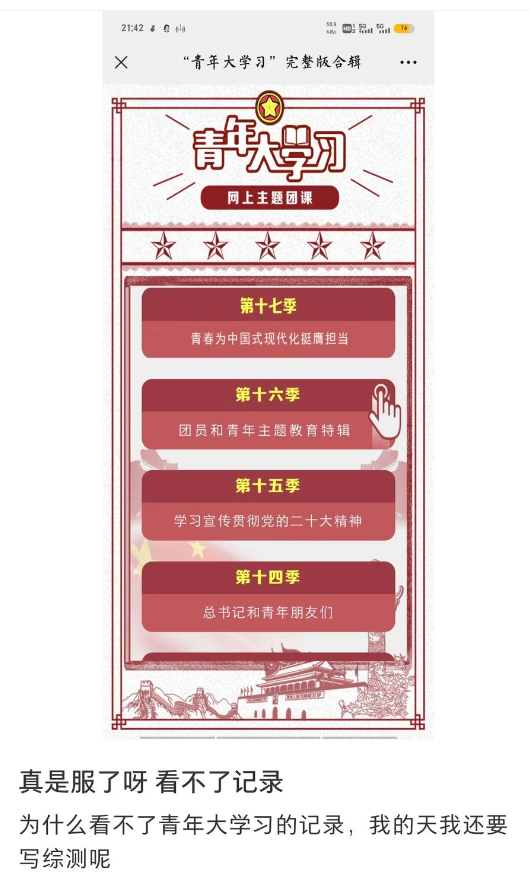 21:42
58.9
KB/s
HD
5G
5G
74
“青年大学习”完整版合辑
青年大学习
网上主题团课
第十七季
青春为中国式现代化挺膺担当
第十六季
团员和青年主题教育特辑
第十五季
学习宣传贯彻党的二十大精神
第十四季
总书记和青年朋友们
真是服了呀 看不了记录
为什么看不了青年大学习的记录，我的天我还要
写综测呢